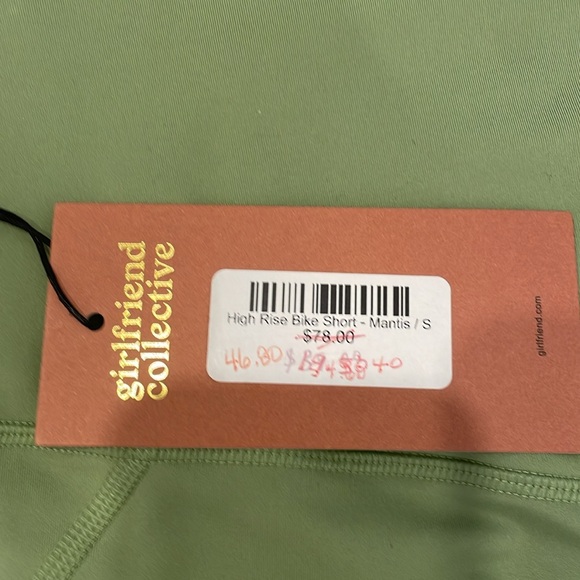 girlfriend
collective
High Rise Bike Short - Mantis / S
$78.00
46.80
girlfriend.com